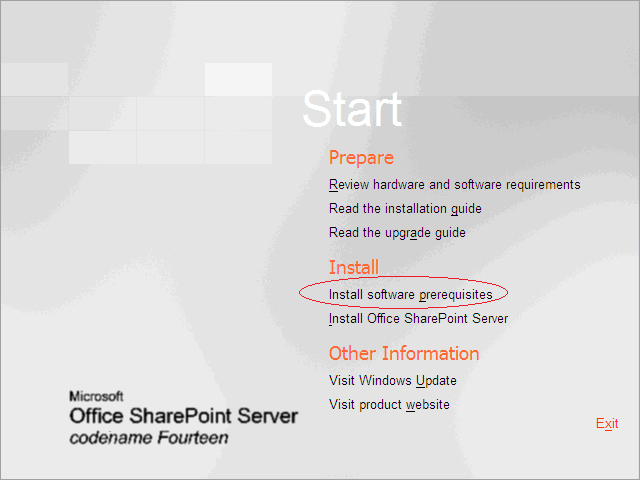 Start
Prepare
Review hardware and software requirements
Read the installation guide
Read the upgrade guide
Install
Install software prerequisites
Install Office SharePoint Server
Other Information
Visit Windows Update
Visit product website
Microsoft
Office SharePoint Server
codename Fourteen
Exit